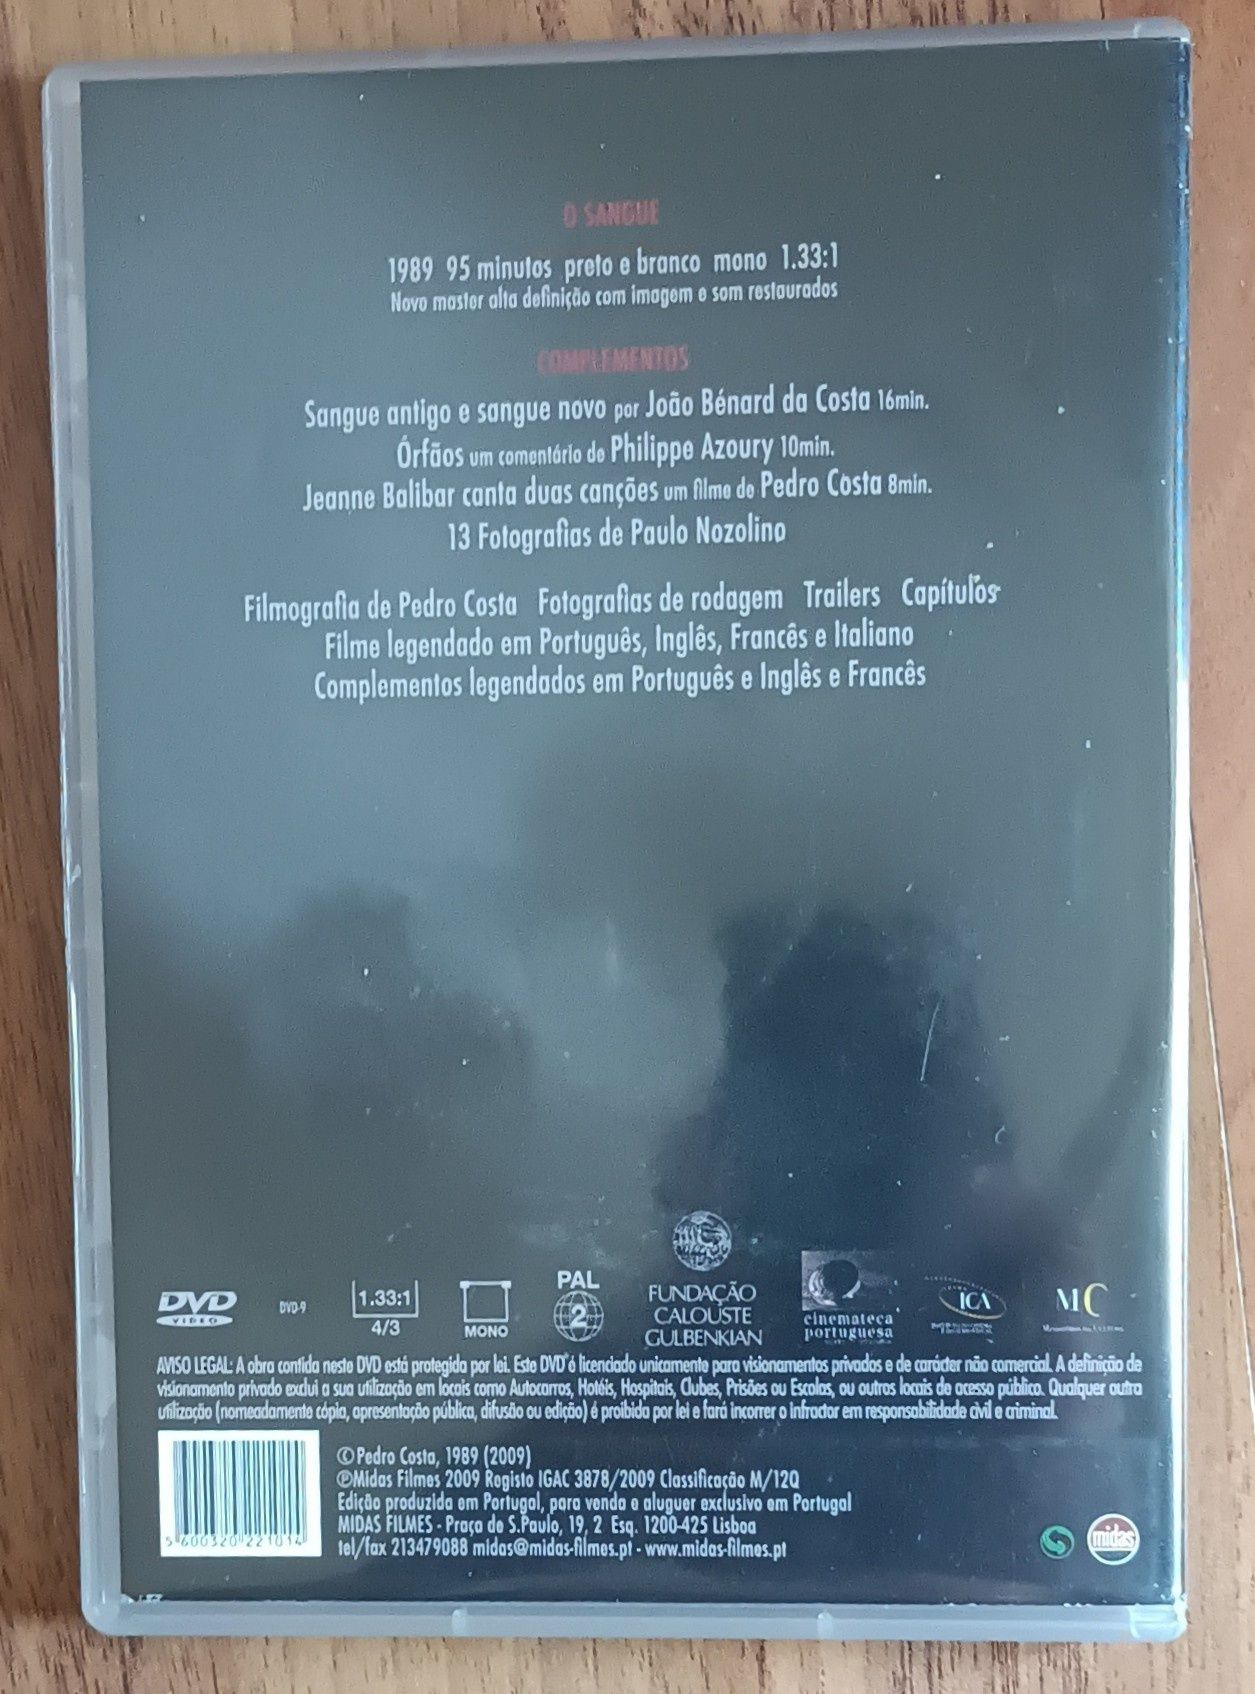 O SANGUE
1989 95 minutos preto e branco mono 1.33:1
Novo master alta definição com imagem e som restaurados
COMPLEMENTOS
Sangue antigo e sangue novo por João Bénard da Costa 16min.
Órfãos um comentário de Philippe Azoury 10min.
Jeanne Balibar canta duas canções um filme de Pedro Costa 8min.
13 Fotografias de Paulo Nozolino
Filmografia de Pedro Costa Fotografias de rodagem Trailers Capítulos
Filme legendado em Português, Inglês, Francês e Italiano
Complementos legendados em Português e Inglês e Francês
DVD
VIDEO
DVD-9
1.33:1
4/3
MONO
PAL
2
FUNDAÇÃO
CALOUSTE
GULBENKIAN
cinemateca
portuguesa
ICA
MC
AVISO LEGAL: A obra contida neste DVD está protegida por lei. Este DVD é licenciado unicamente para visionamentos privados e de carácter não comercial. A definição de
visionamento privado exclui a sua utilização em locais como Autocarros, Hotéis, Hospitais, Clubes, Prisões ou Escolas, ou outros locais de acesso público. Qualquer outra
utilização (nomeadamente cópia, apresentação pública, difusão ou edição) é proibida por lei e fará incorrer o infractor em responsabilidade civil e criminal.
©Pedro Costa, 1989 (2009)
℗Midas Filmes 2009 Registo IGAC 3878/2009 Classificação M/12Q
Edição produzida em Portugal, para venda e aluguer exclusivo em Portugal
MIDAS FILMES - Praça de S.Paulo, 19, 2 Esq. 1200-425 Lisboa
tel/fax 213479088 midas@midas-filmes.pt - www.midas-filmes.pt
5 600320 221014
midas